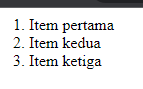 1. Item pertama
2. Item kedua
3. Item ketiga